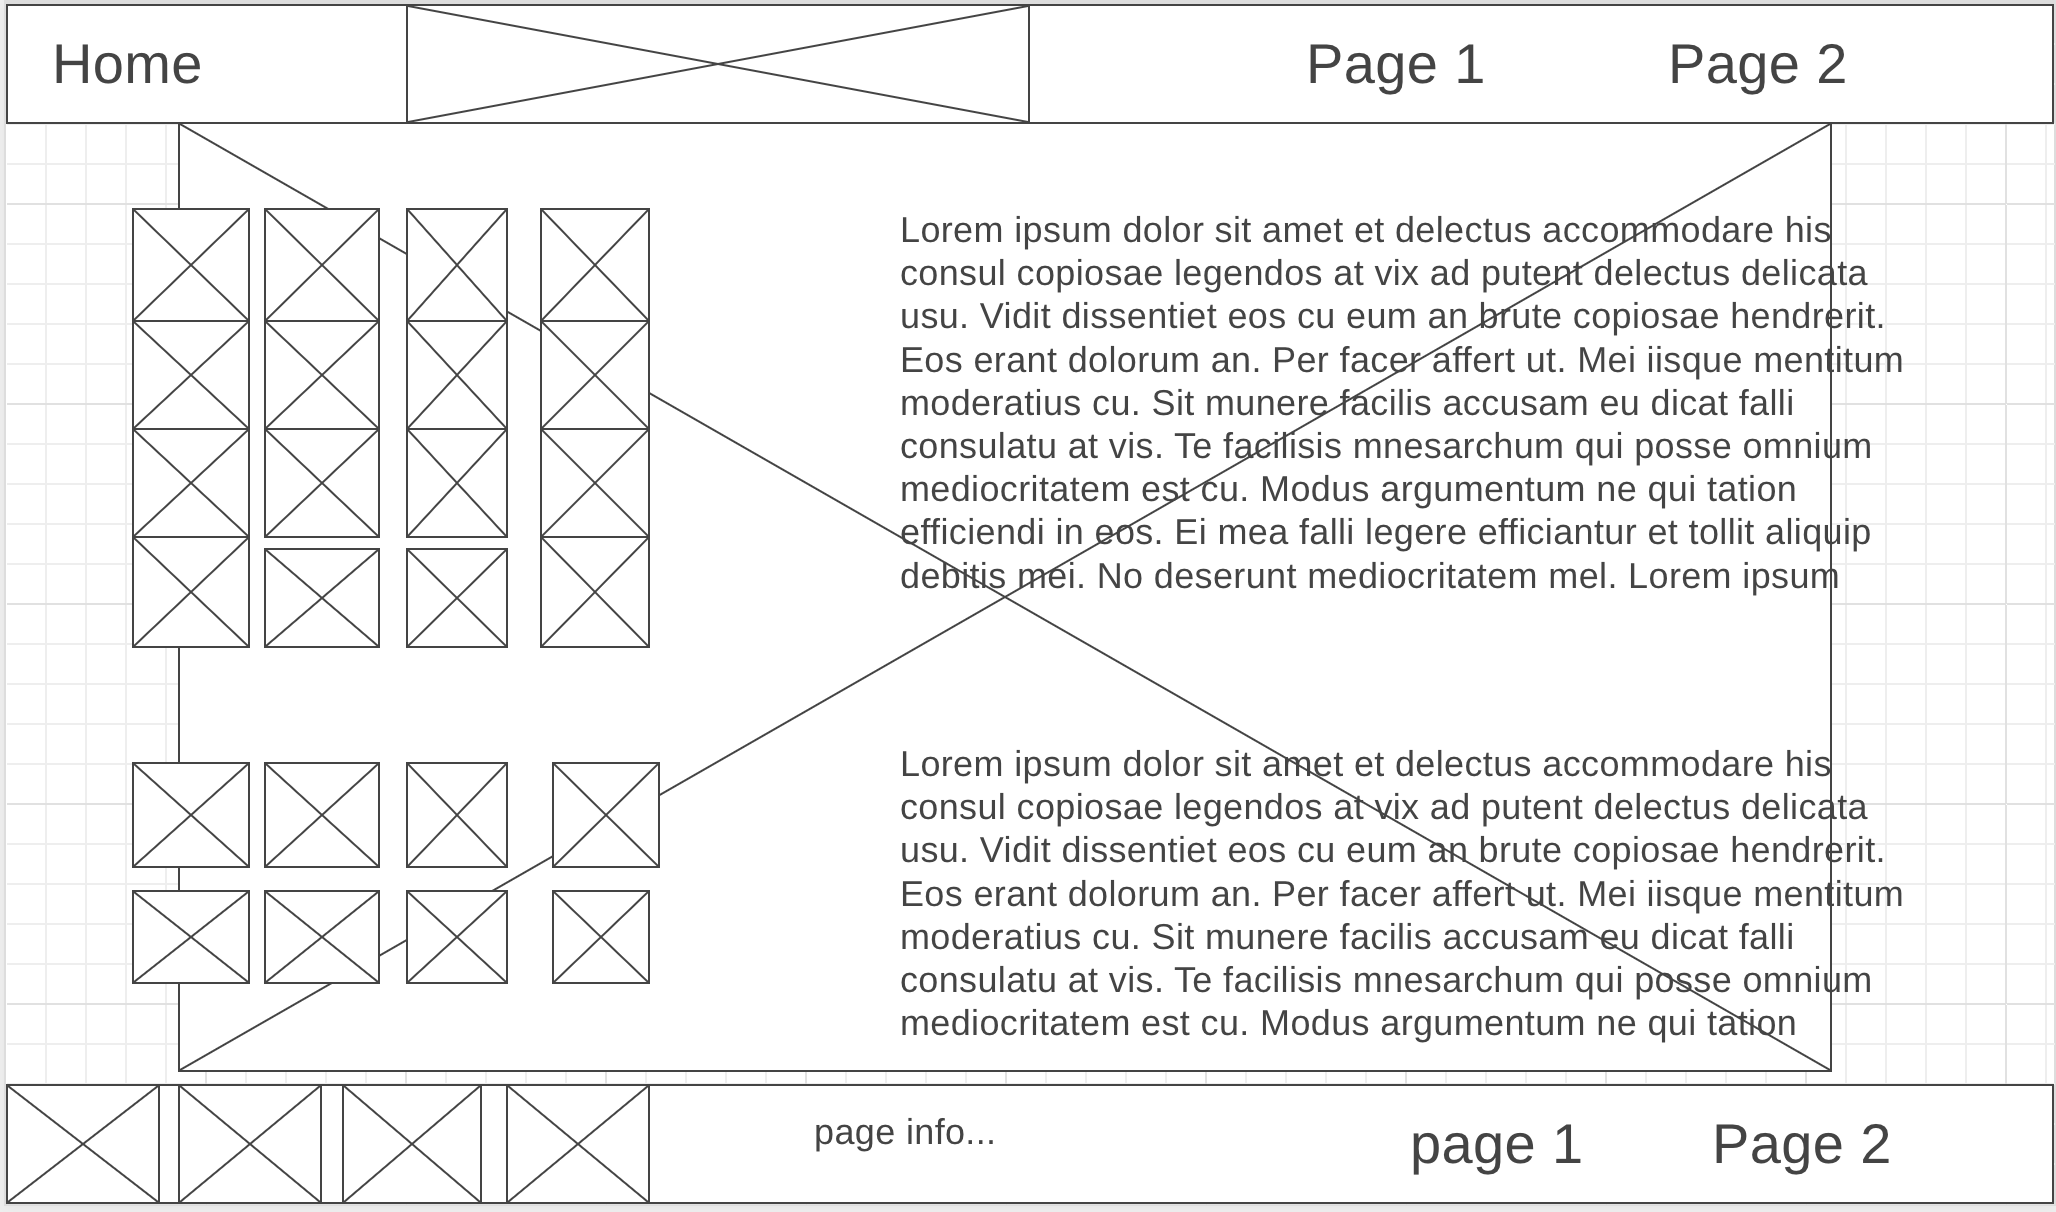 Home
Page 1
Page 2
Lorem ipsum dolor sit amet et delectus accommodare his
consul copiosae legendos at vix ad putent delectus delicata
usu. Vidit dissentiet eos cu eum an brute copiosae hendrerit.
Eos erant dolorum an. Per facer affert ut. Mei iisque mentitum
moderatius cu. Sit munere facilis accusam eu dicat falli
consulatu at vis. Te facilisis mnesarchum qui posse omnium
mediocritatem est cu. Modus argumentum ne qui tation
efficiendi in eos. Ei mea falli legere efficiantur et tollit aliquip
debitis mei. No deserunt mediocritatem mel. Lorem ipsum
Lorem ipsum dolor sit amet et delectus accommodare his
consul copiosae legendos at vix ad putent delectus delicata
usu. Vidit dissentiet eos cu eum an brute copiosae hendrerit.
Eos erant dolorum an. Per facer affert ut. Mei iisque mentitum
moderatius cu. Sit munere facilis accusam eu dicat falli
consulatu at vis. Te facilisis mnesarchum qui posse omnium
mediocritatem est cu. Modus argumentum ne qui tation
page info...
page 1
Page 2